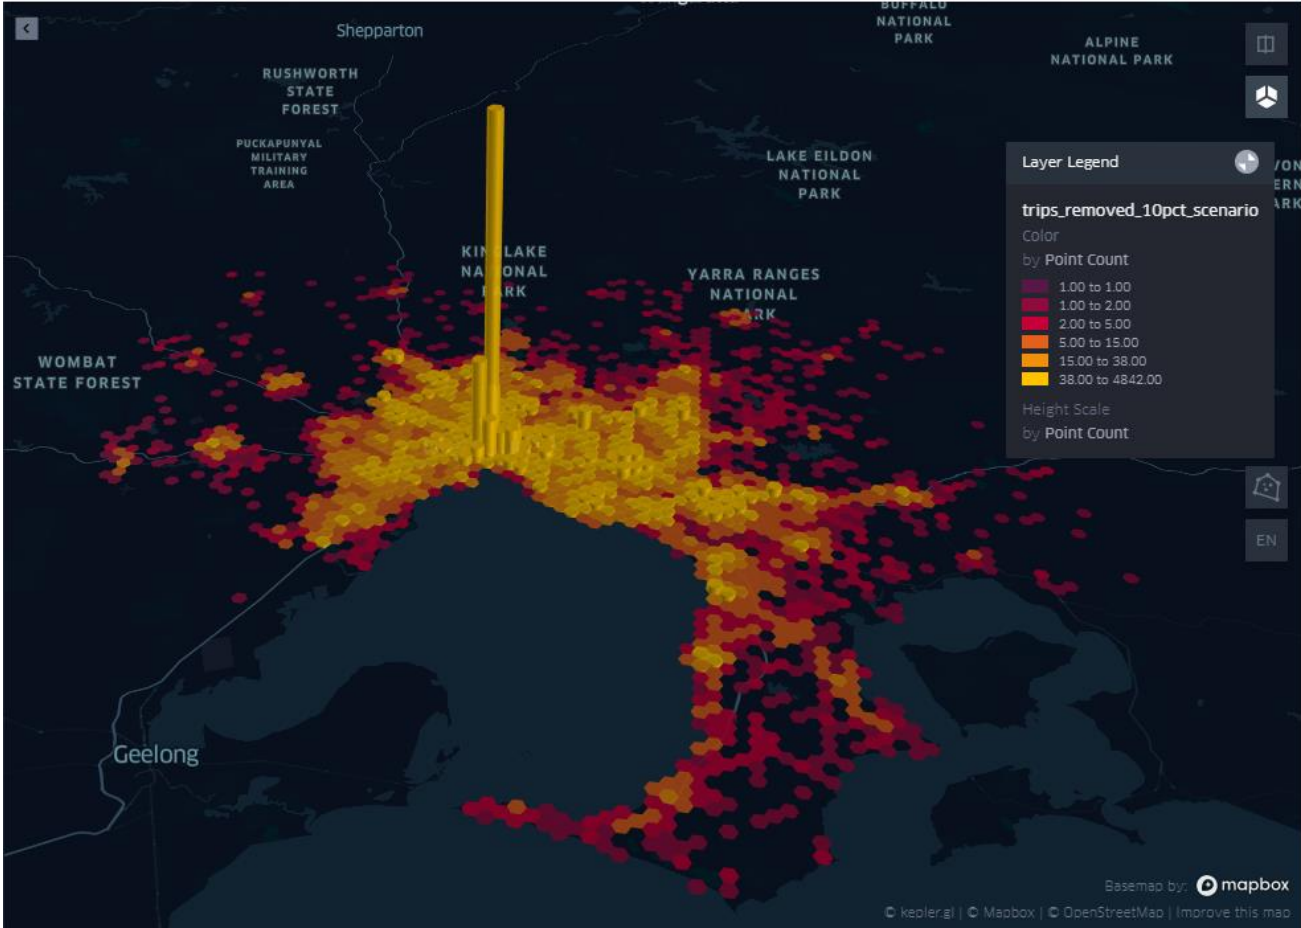 Shepparton
BUFFALO
NATIONAL
PARK
ALPINE
NATIONAL PARK
RUSHWORTH
STATE
FOREST
PUCKAPUNYAL
MILITARY
TRAINING
AREA
LAKE EILDON
NATIONAL
PARK
KINGLAKE
NATIONAL
PARK
YARRA RANGES
NATIONAL
PARK
WOMBAT
STATE FOREST
Geelong
Layer Legend
trips_removed_10pct_scenario
Color
by Point Count
1.00 to 1.00
1.00 to 2.00
2.00 to 5.00
5.00 to 15.00
15.00 to 38.00
38.00 to 4842.00
Height Scale
by Point Count
EN
Basemap by: mapbox
© kepler.gl | © Mapbox | © OpenStreetMap | Improve this map